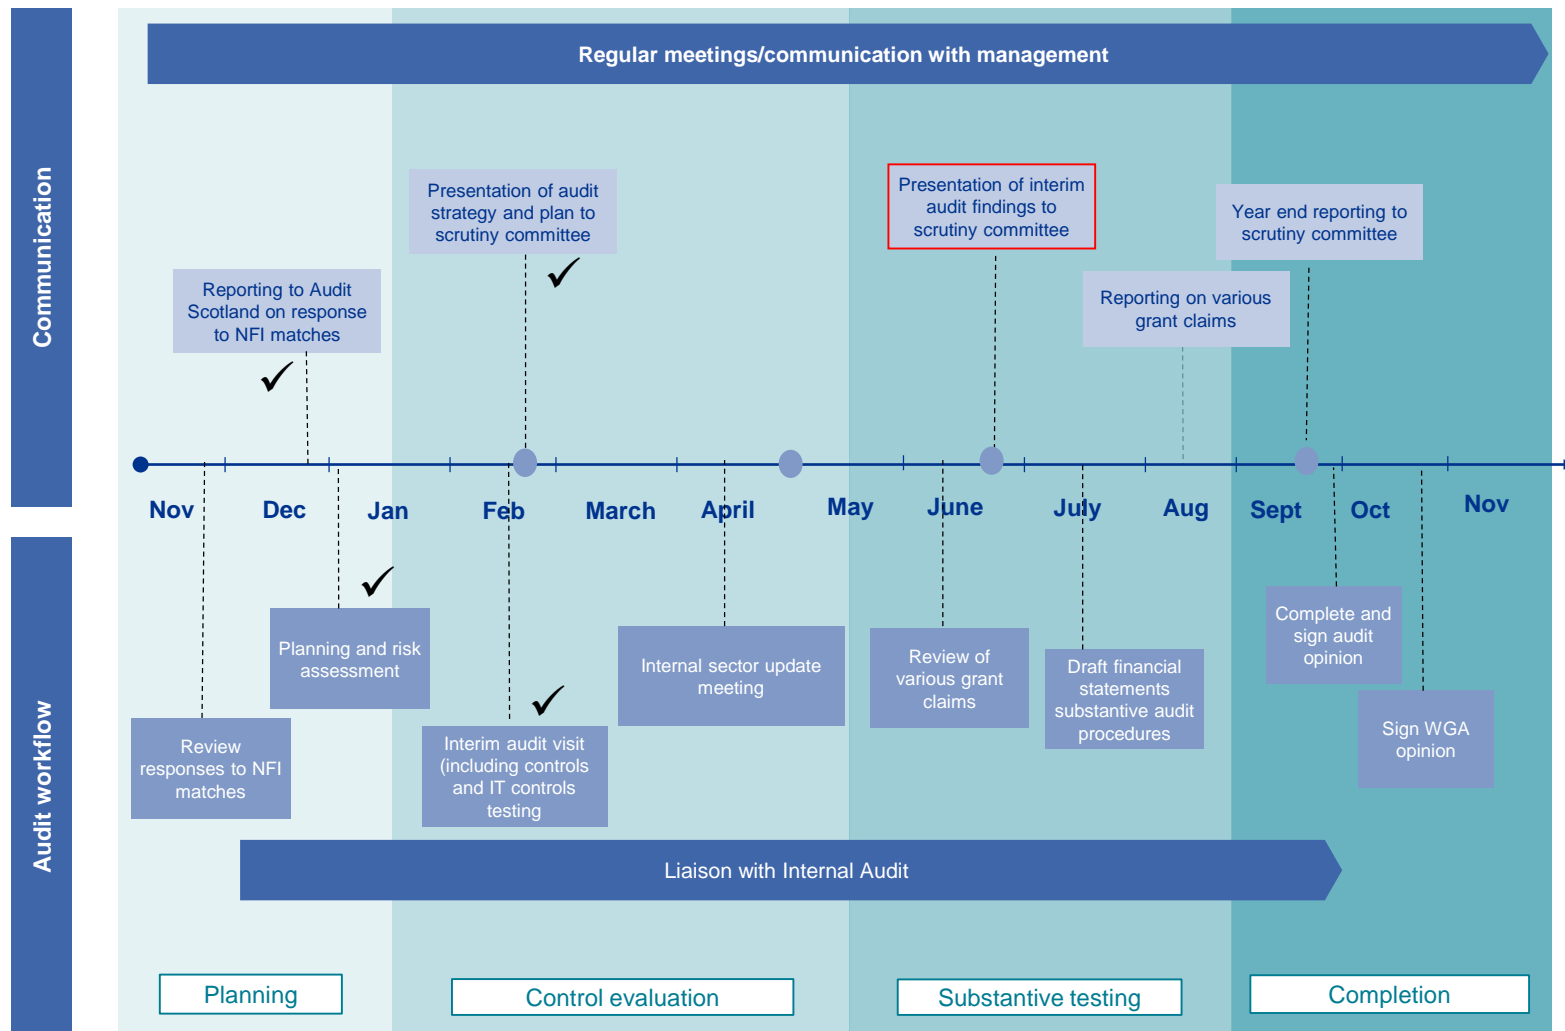 Communication
Regular meetings/communication with management
Presentation of audit
strategy and plan to
scrutiny committee
Presentation of interim
audit findings to
scrutiny committee
Year end reporting to
scrutiny committee
Reporting to Audit
Scotland on response
to NFI matches
Reporting on various
grant claims
Nov
Dec
Jan
Feb
March
April
May
June
July
Aug
Sept
Oct
Nov
Audit workflow
Planning and risk
assessment
Internal sector update
meeting
Review of
various grant
claims
Draft financial
statements
substantive audit
procedures
Complete and
sign audit
opinion
Review
responses to NFI
matches
Interim audit visit
(including controls
and IT controls
testing
Sign WGA
opinion
Liaison with Internal Audit
Planning
Control evaluation
Substantive testing
Completion